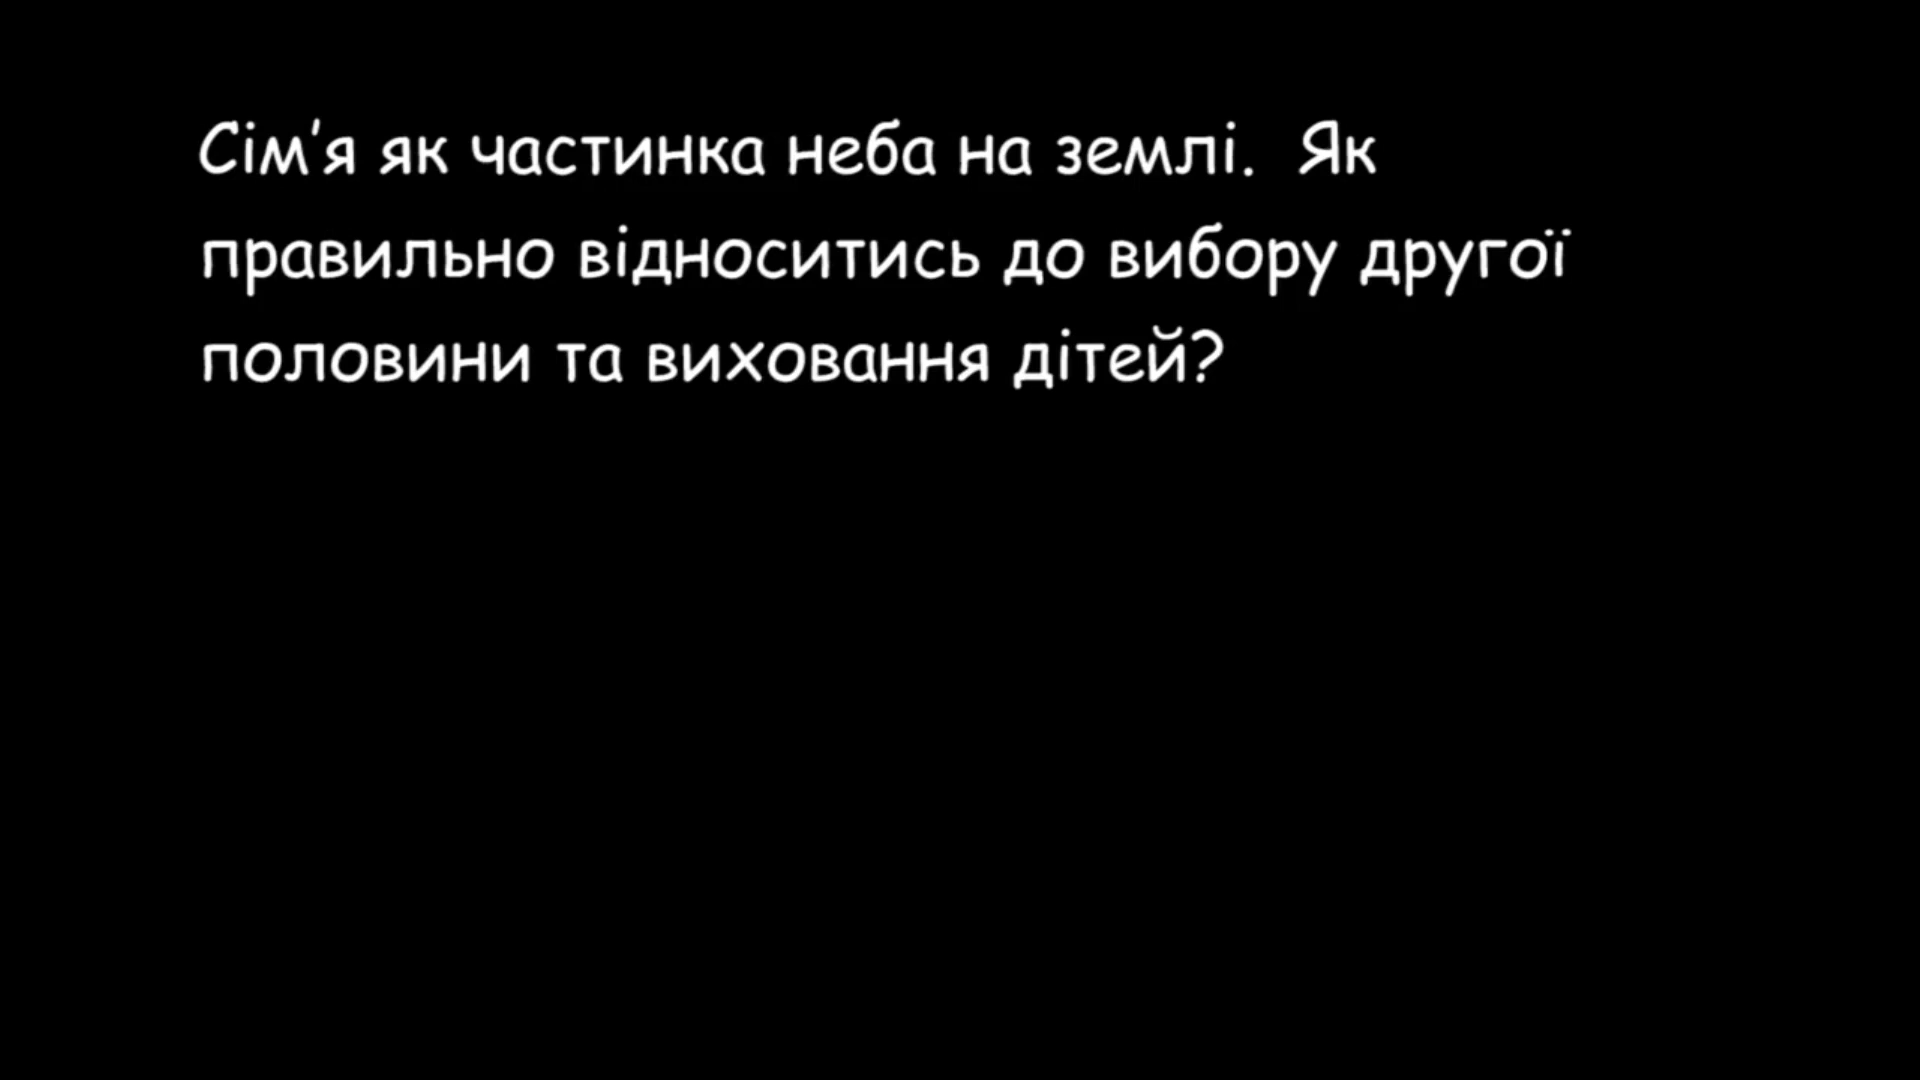 Сім'я як частинка неба на землі.  Як
правильно відноситись до вибору другої
половини та виховання дітей?